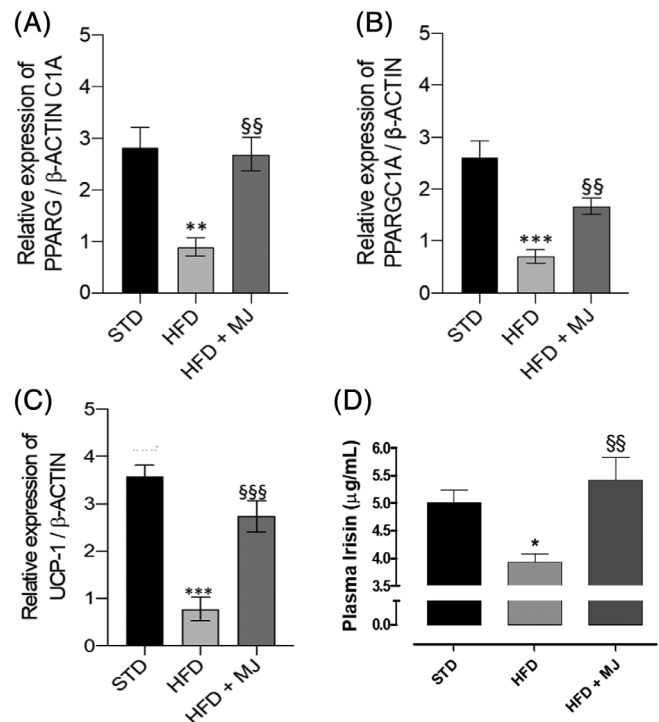 (A)
Relative expression of
PPARG / β-ACTIN C1A
5
4
3
2
1
0
§§
**
STD
HFD
HFD + MJ
(B)
Relative expression of
PPARGC1A / β-ACTIN
5
4
3
2
1
0
§§
***
STD
HFD
HFD + MJ
(C)
Relative expression of
UCP-1 / β-ACTIN
5
4
3
2
1
0
§§§
***
STD
HFD
HFD + MJ
(D)
Plasma Irisin (µg/mL)
6.0
5.5
5.0
4.5
4.0
3.5
0.0
§§
*
STD
HFD
HFD + MJ